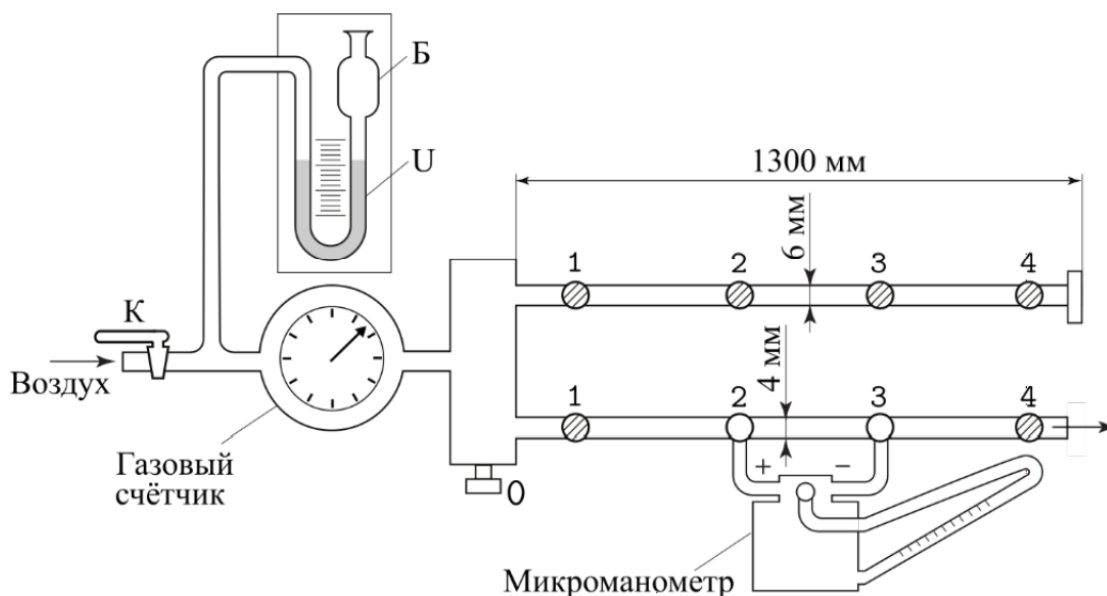 Б
U
1300 мм
1
2
3
4
6 мм
К
Воздух
4 мм
1
2
3
4
Газовый
счётчик
0
+
−
Микроманометр